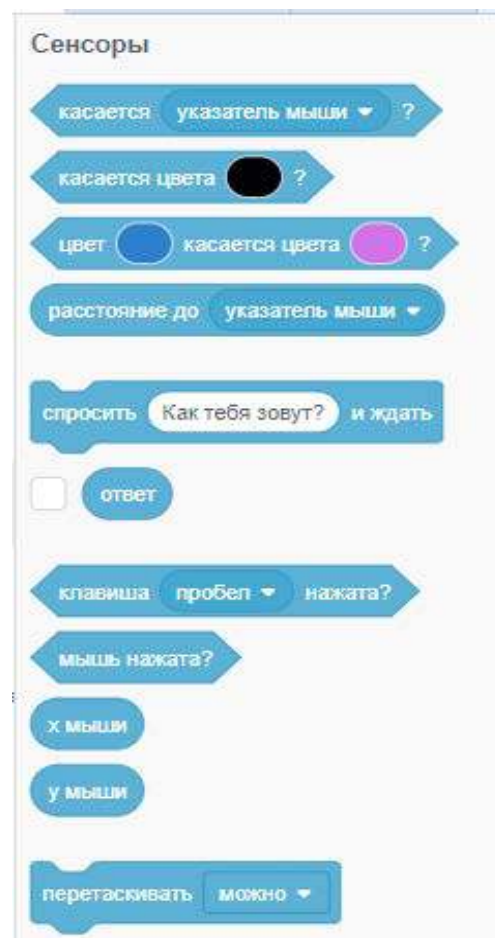 Сенсоры
касается указатель мыши ?
касается цвета ?
цвет касается цвета ?
расстояние до указатель мыши
спросить Как тебя зовут? и ждать
ответ
клавиша пробел нажата?
мышь нажата?
x мыши
y мыши
перетаскивать можно